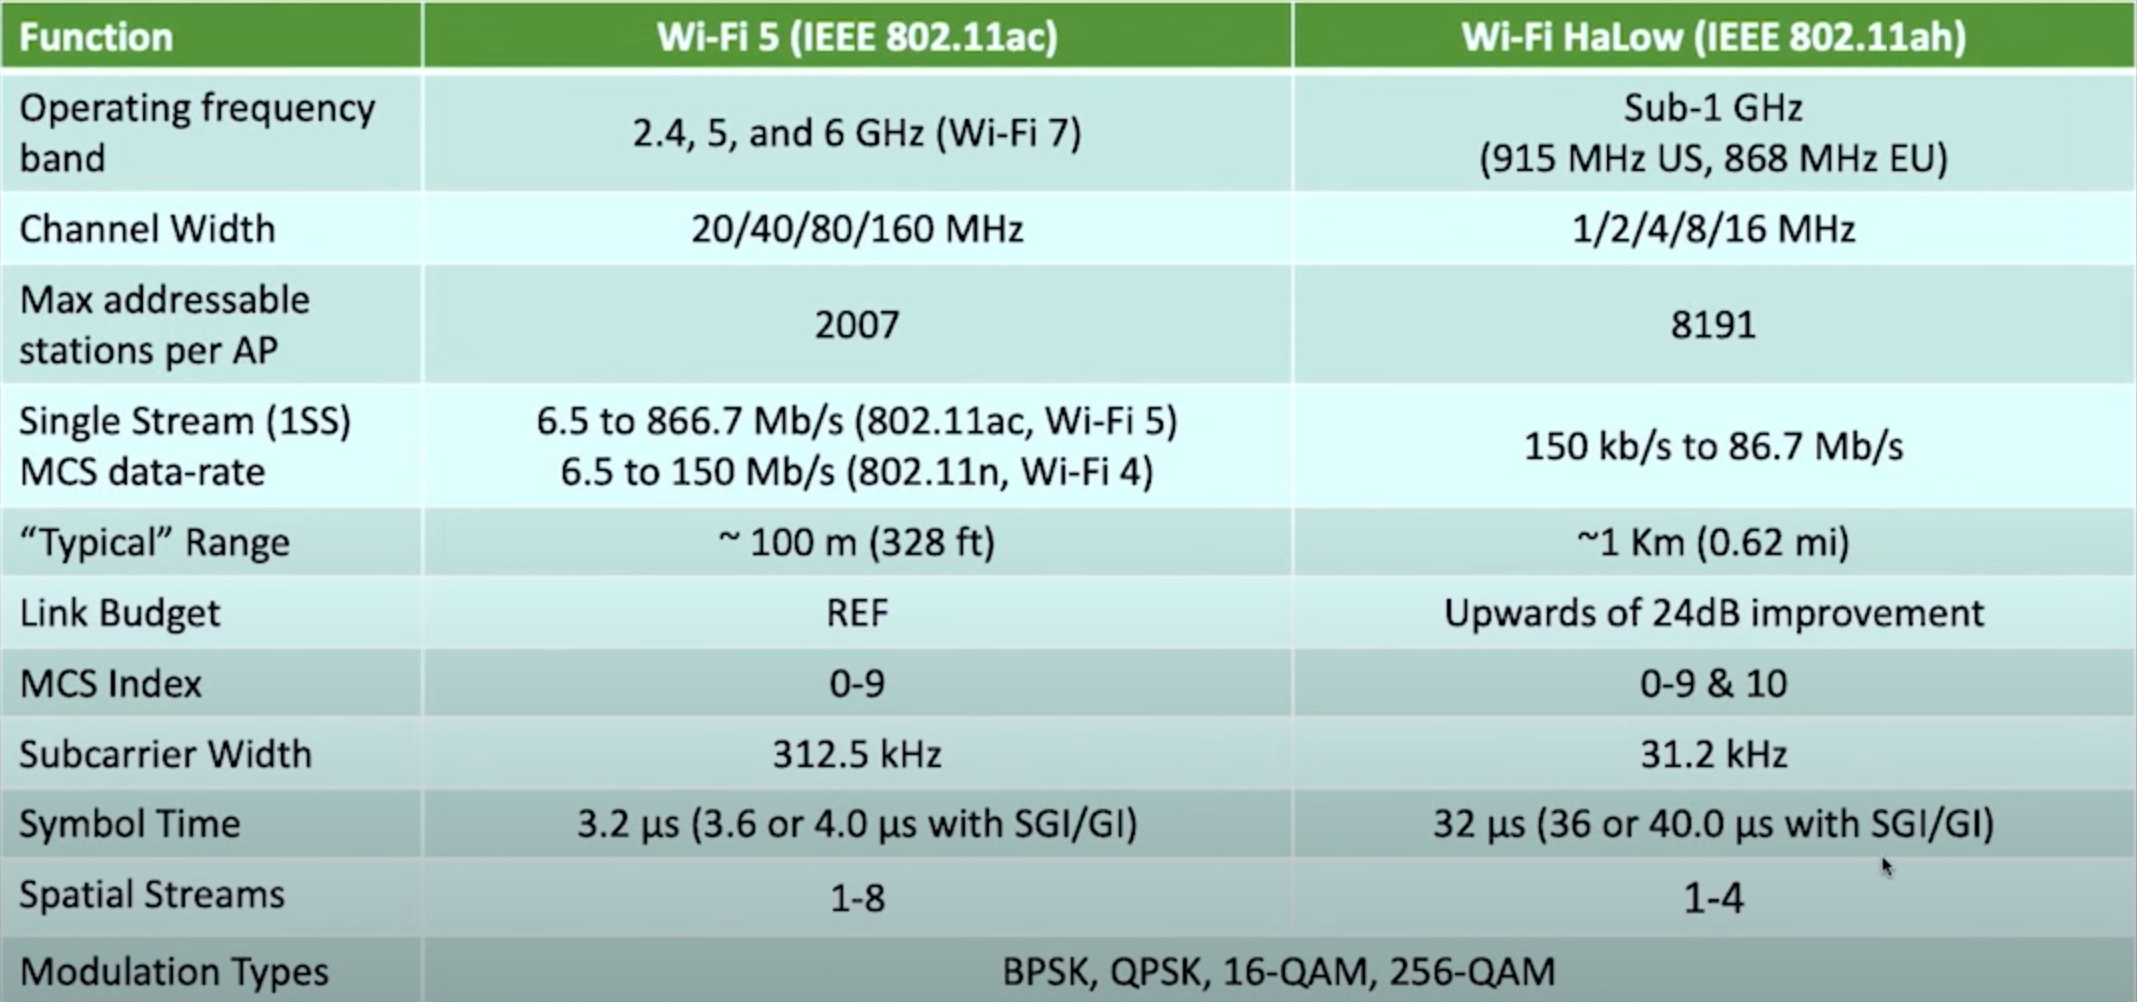 Function
Wi-Fi 5 (IEEE 802.11ac)
Wi-Fi HaLow (IEEE 802.11ah)
Operating frequency
band
2.4, 5, and 6 GHz (Wi-Fi 7)
Sub-1 GHz
(915 MHz US, 868 MHz EU)
Channel Width
20/40/80/160 MHz
1/2/4/8/16 MHz
Max addressable
stations per AP
2007
8191
Single Stream (1SS)
MCS data-rate
6.5 to 866.7 Mb/s (802.11ac, Wi-Fi 5)
6.5 to 150 Mb/s (802.11n, Wi-Fi 4)
150 kb/s to 86.7 Mb/s
“Typical” Range
~ 100 m (328 ft)
~1 Km (0.62 mi)
Link Budget
REF
Upwards of 24dB improvement
MCS Index
0-9
0-9 & 10
Subcarrier Width
312.5 kHz
31.2 kHz
Symbol Time
3.2 µs (3.6 or 4.0 µs with SGI/GI)
32 µs (36 or 40.0 µs with SGI/GI)
Spatial Streams
1-8
1-4
Modulation Types
BPSK, QPSK, 16-QAM, 256-QAM